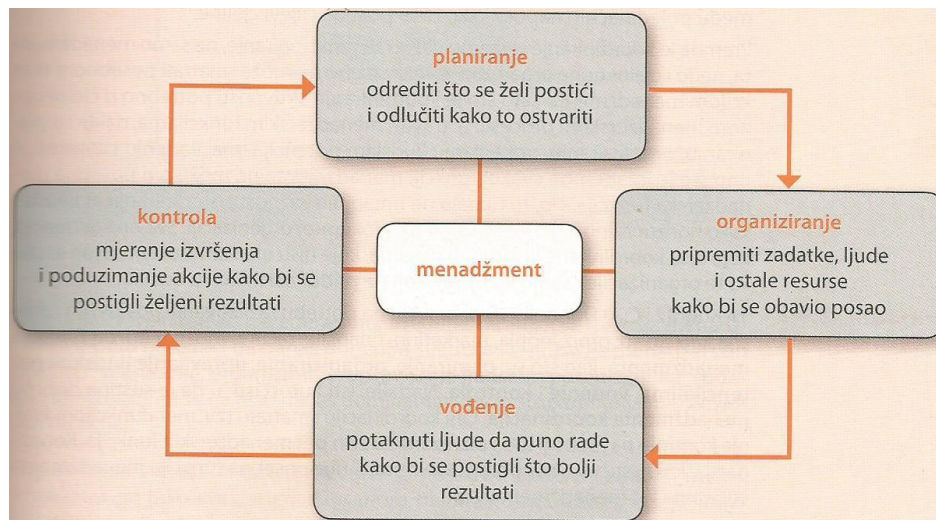 planiranje
odrediti što se želi postići
i odlučiti kako to ostvariti
kontrola
mjerenje izvršenja
i poduzimanje akcije kako bi se
postigli željeni rezultati
menadžment
organiziranje
pripremiti zadatke, ljude
i ostale resurse
kako bi se obavio posao
vođenje
potaknuti ljude da puno rade
kako bi se postigli što bolji
rezultati